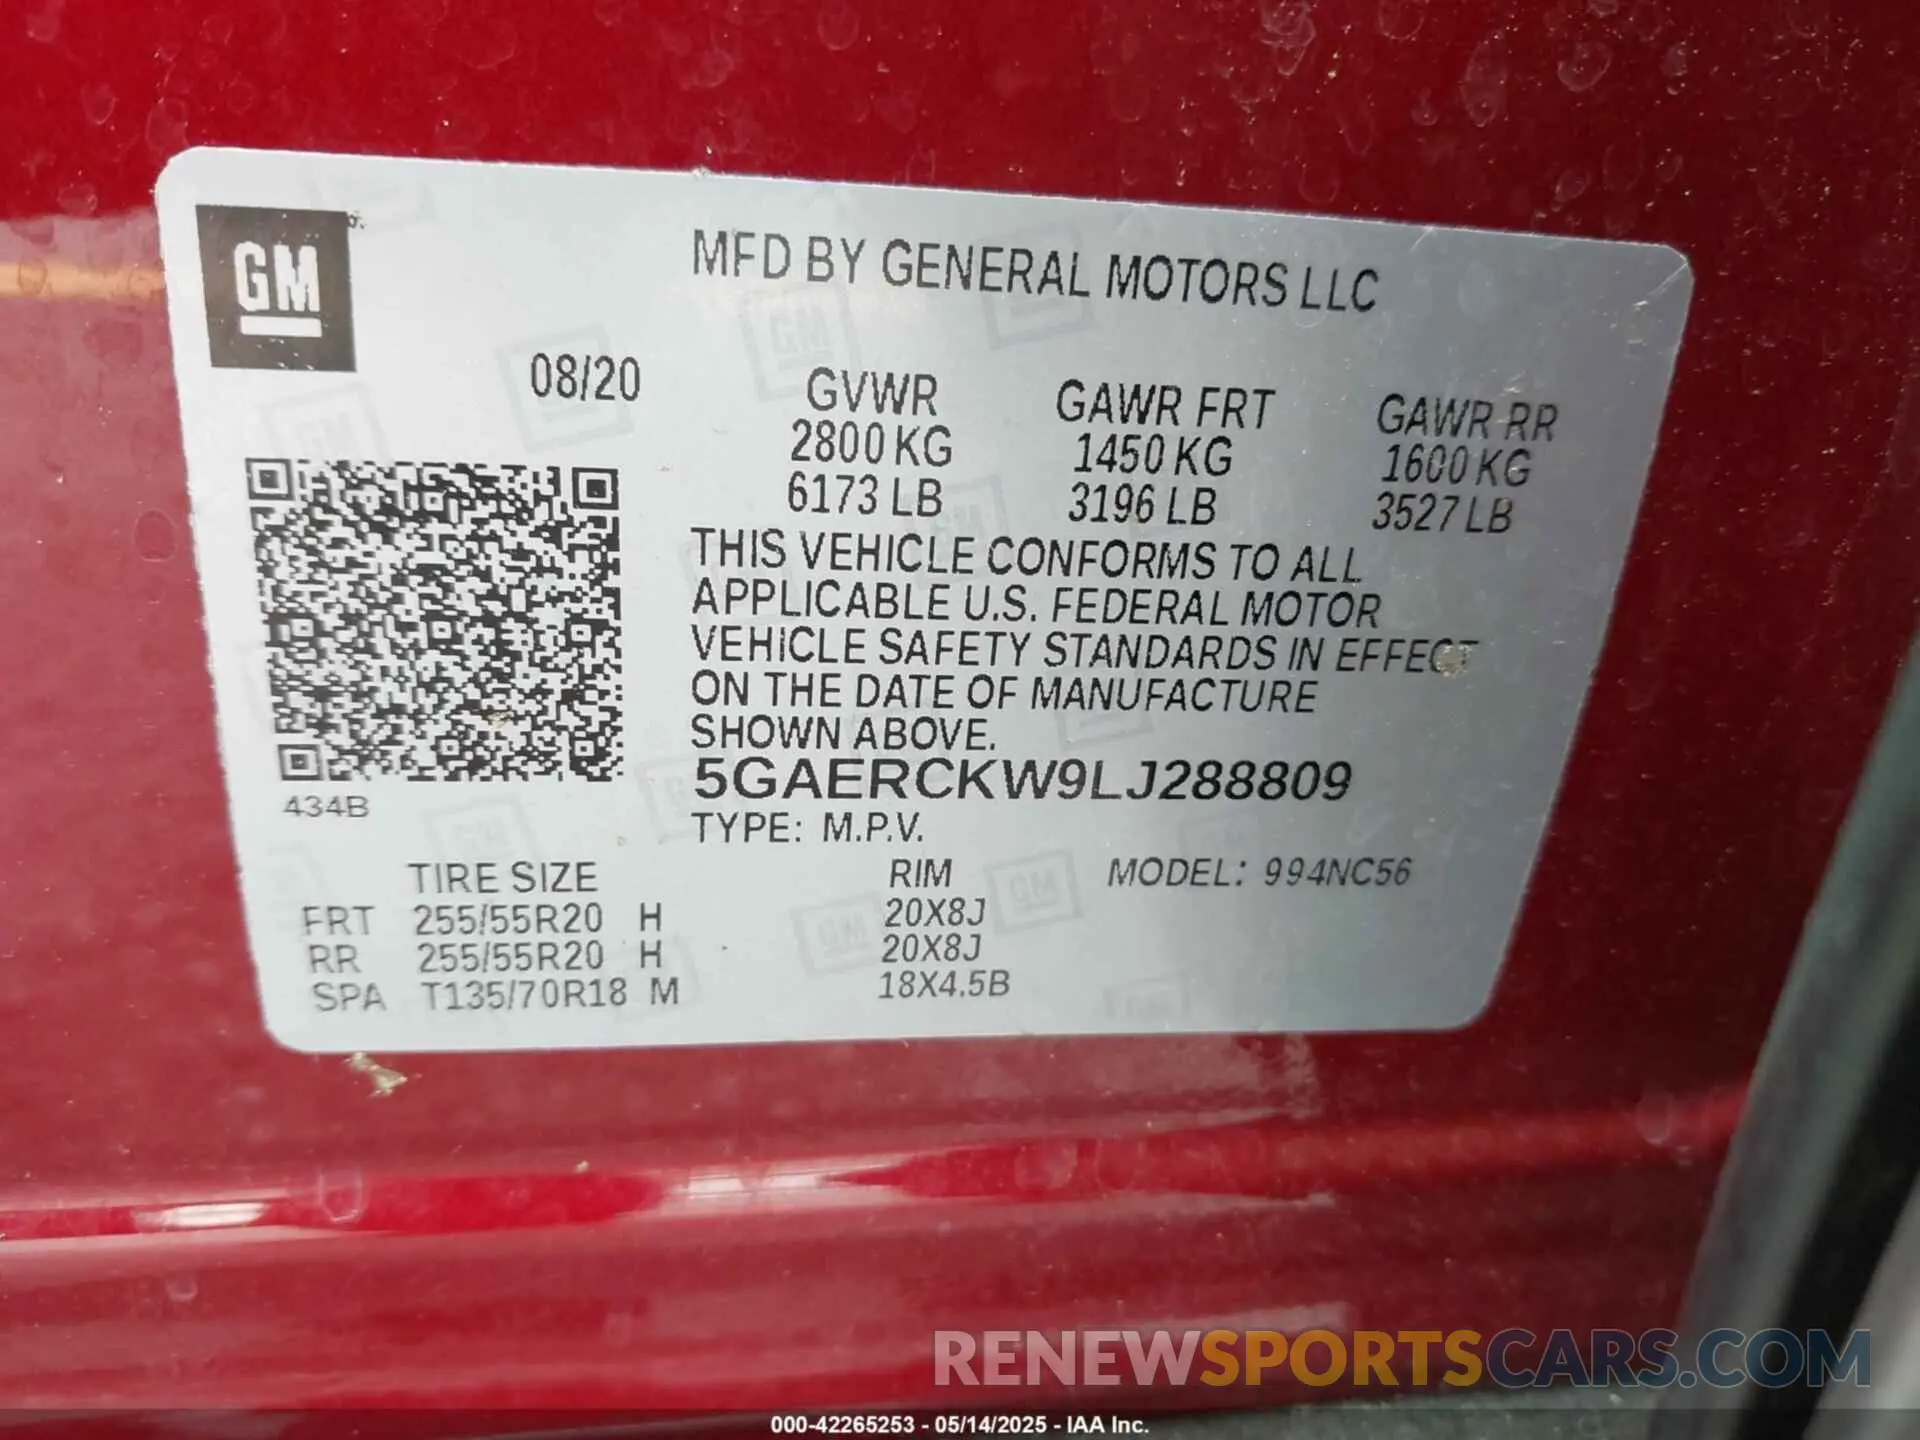 GM
MFD BY GENERAL MOTORS LLC
08/20
GVWR GAWR FRT GAWR RR
2800 KG 1450 KG 1600 KG
6173 LB 3196 LB 3527 LB
THIS VEHICLE CONFORMS TO ALL
APPLICABLE U.S. FEDERAL MOTOR
VEHICLE SAFETY STANDARDS IN EFFECT
ON THE DATE OF MANUFACTURE
SHOWN ABOVE.
5GAERCKW9LJ288809
434B
TYPE: M.P.V.
TIRE SIZE RIM MODEL: 994NC56
FRT 255/55R20 H 20X8J
RR 255/55R20 H 20X8J
SPA T135/70R18 M 18X4.5B
RENEWSPORTSCARS.COM
000-42265253 - 05/14/2025 - IAA Inc.